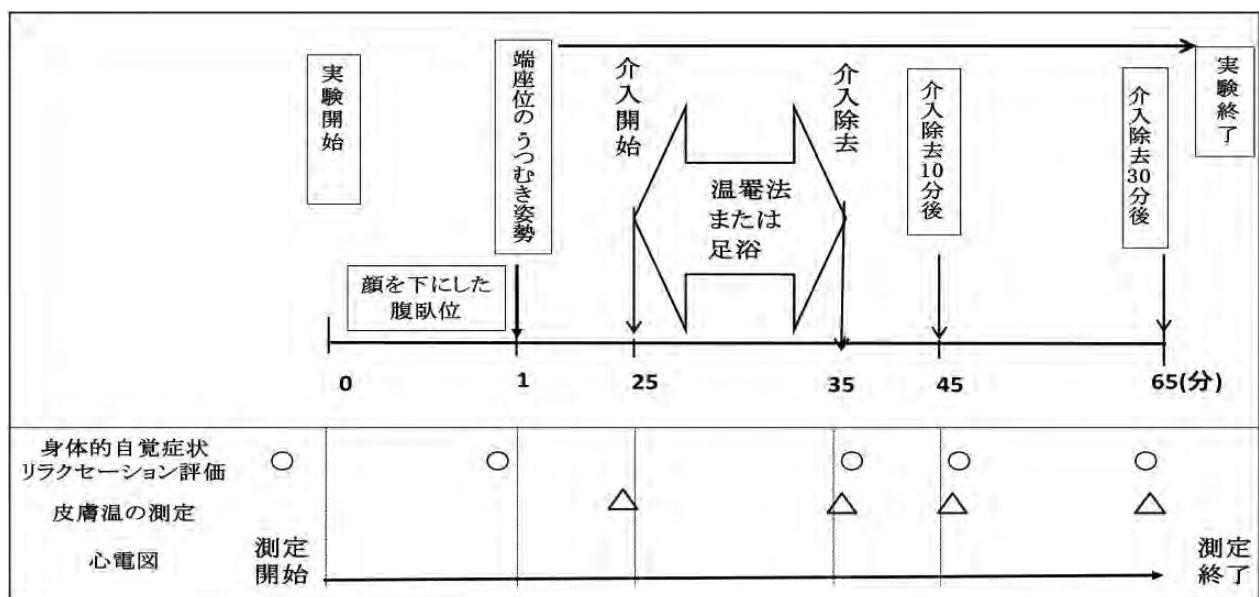 実験開始
端座位のうつむき姿勢
介入開始
介入除去
介入除去10分後
介入除去30分後
実験終了
温罨法
または
足浴
顔を下にした
腹臥位
0
1
25
35
45
65(分)
身体的自覚症状
リラクセーション評価
皮膚温の測定
心電図
測定
開始
測定
終了